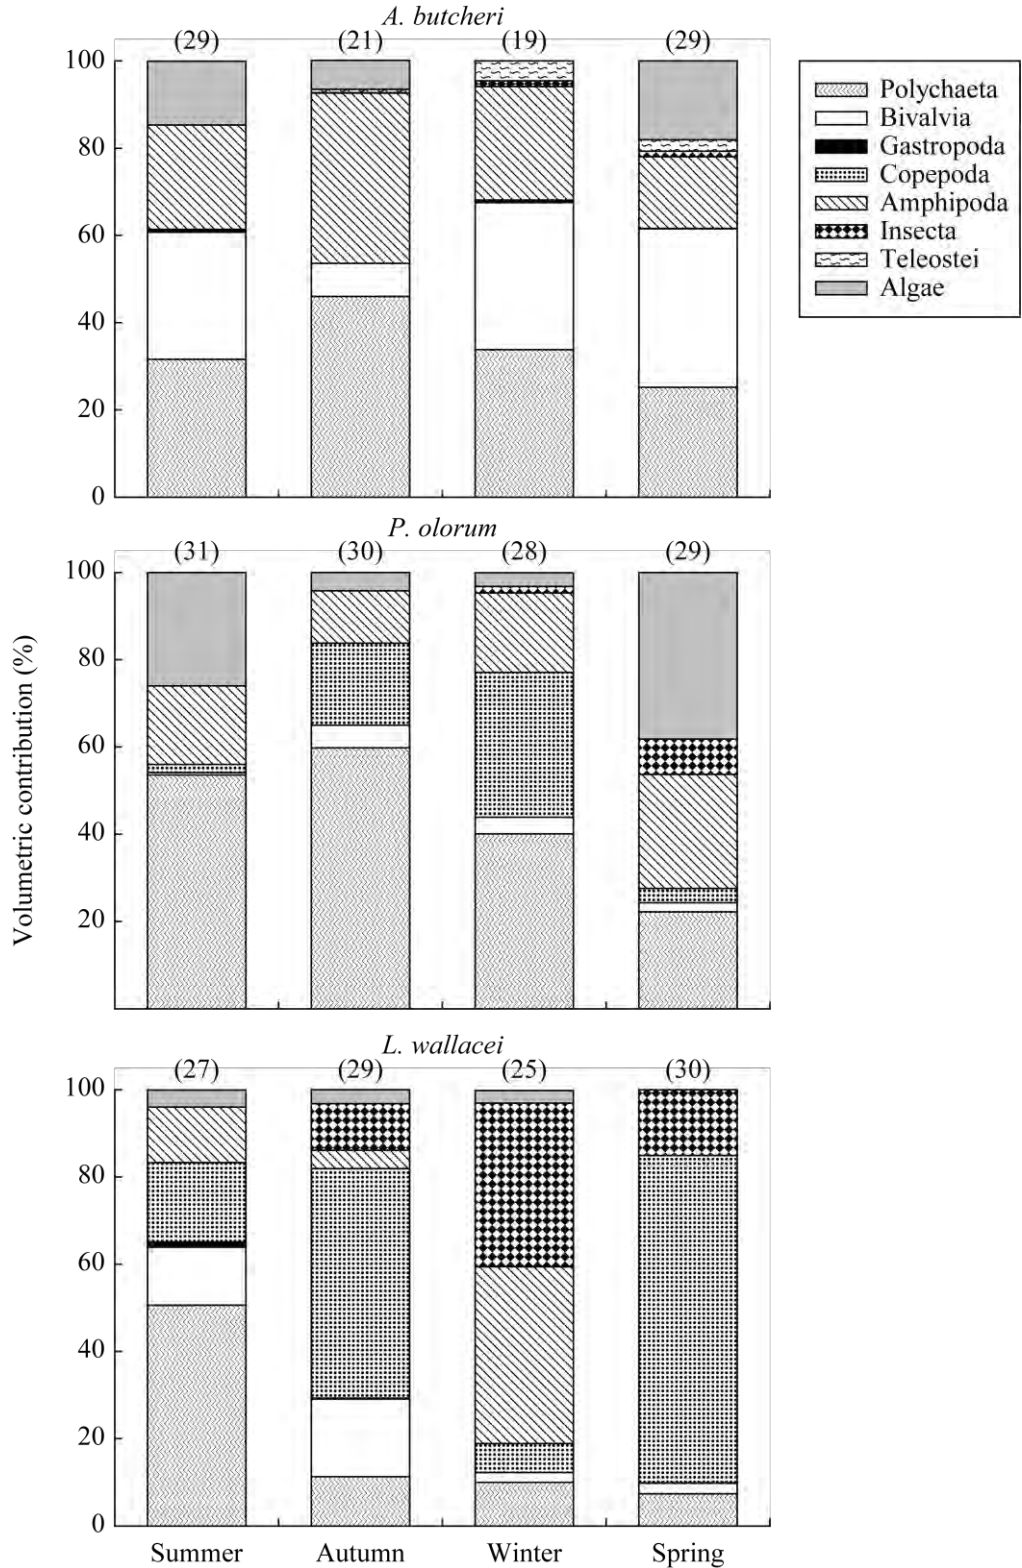 A. butcheri
(29) (21) (19) (29)
100
80
60
40
20
0
Polychaeta
Bivalvia
Gastropoda
Copepoda
Amphipoda
Insecta
Teleostei
Algae
P. olorum
(31) (30) (28) (29)
100
80
60
40
20
Volumetric contribution (%)
L. wallacei
(27) (29) (25) (30)
100
80
60
40
20
0
Summer Autumn Winter Spring